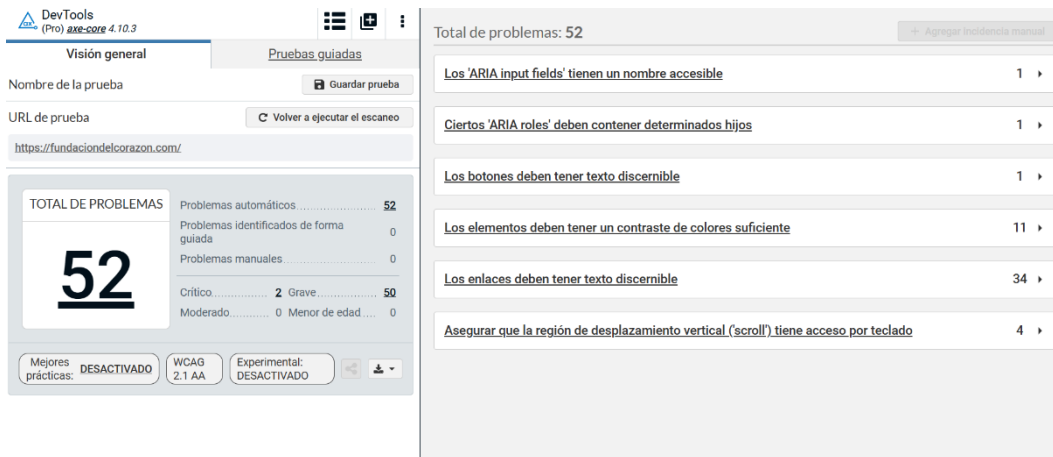 DevTools
(Pro) axe-core 4.10.3
Visión general
Pruebas guiadas
Nombre de la prueba
Guardar prueba
URL de prueba
Volver a ejecutar el escaneo
https://fundaciondelcorazon.com/
TOTAL DE PROBLEMAS
52
Problemas automáticos 52
Problemas identificados de forma
guiada 0
Problemas manuales 0
Crítico 2 Grave 50
Moderado 0 Menor de edad 0
Mejores
prácticas: DESACTIVADO
WCAG
2.1 AA
Experimental:
DESACTIVADO
Total de problemas: 52
+ Agregar Incidencia manual
Los 'ARIA input fields' tienen un nombre accesible 1
Ciertos 'ARIA roles' deben contener determinados hijos 1
Los botones deben tener texto discernible 1
Los elementos deben tener un contraste de colores suficiente 11
Los enlaces deben tener texto discernible 34
Asegurar que la región de desplazamiento vertical ('scroll') tiene acceso por teclado 4